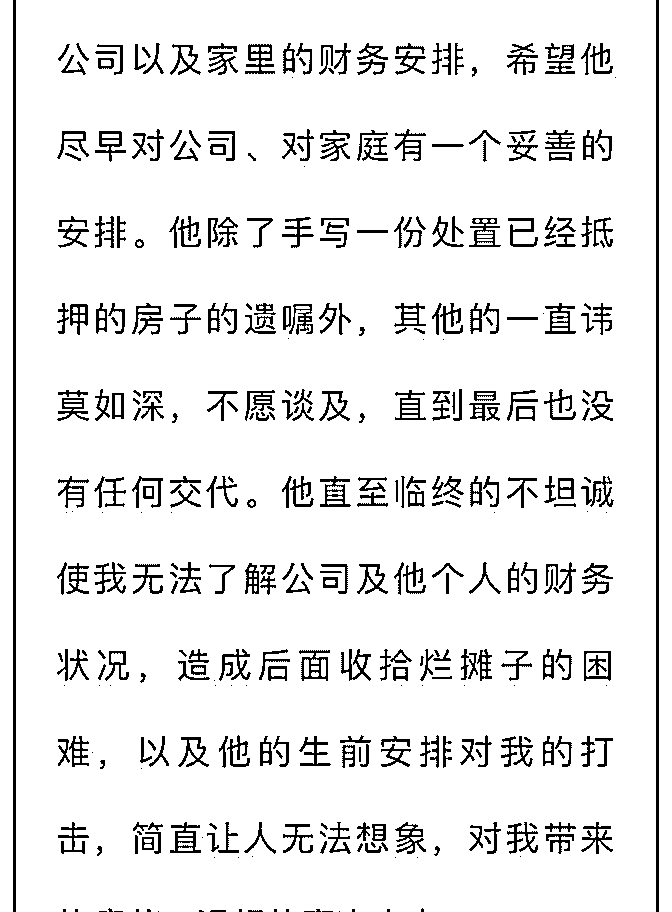 公司以及家里的财务安排，希望他
尽早对公司、对家庭有一个妥善的
安排。他除了手写一份处置已经抵
押的房子的遗嘱外，其他的一直讳
莫如深，不愿谈及，直到最后也没
有任何交代。他直至临终的不坦诚
使我无法了解公司及他个人的财务
状况，造成后面收拾烂摊子的困
难，以及他的生前安排对我的打
击，简直让人无法想象，对我带来